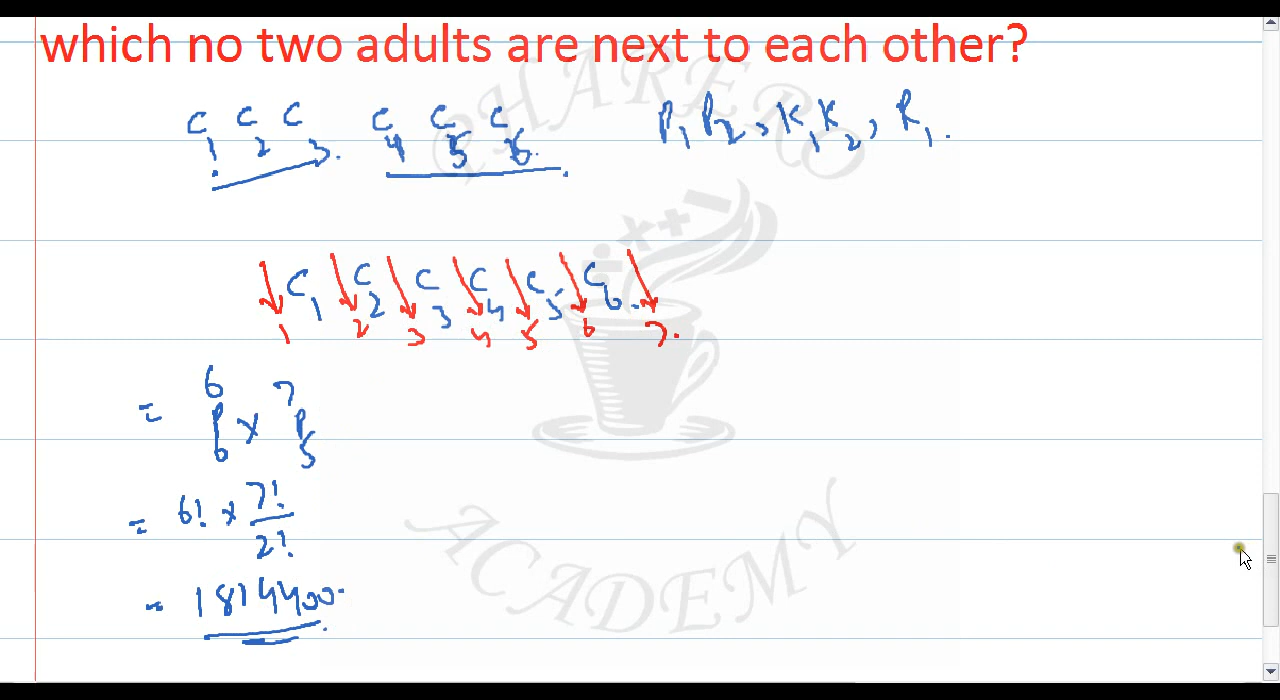 which no two adults are next to each other?
C1 C2 C3. C4 C5 C6. P1 P2, K1 K2, R1.
C1 C2 C3 C4 C5 C6.
1 2 3 4 5 6 7.
= 6P6 x 7P5
= 6! x 7!/2!
= 1814400.
PHARERO
ACADEMY